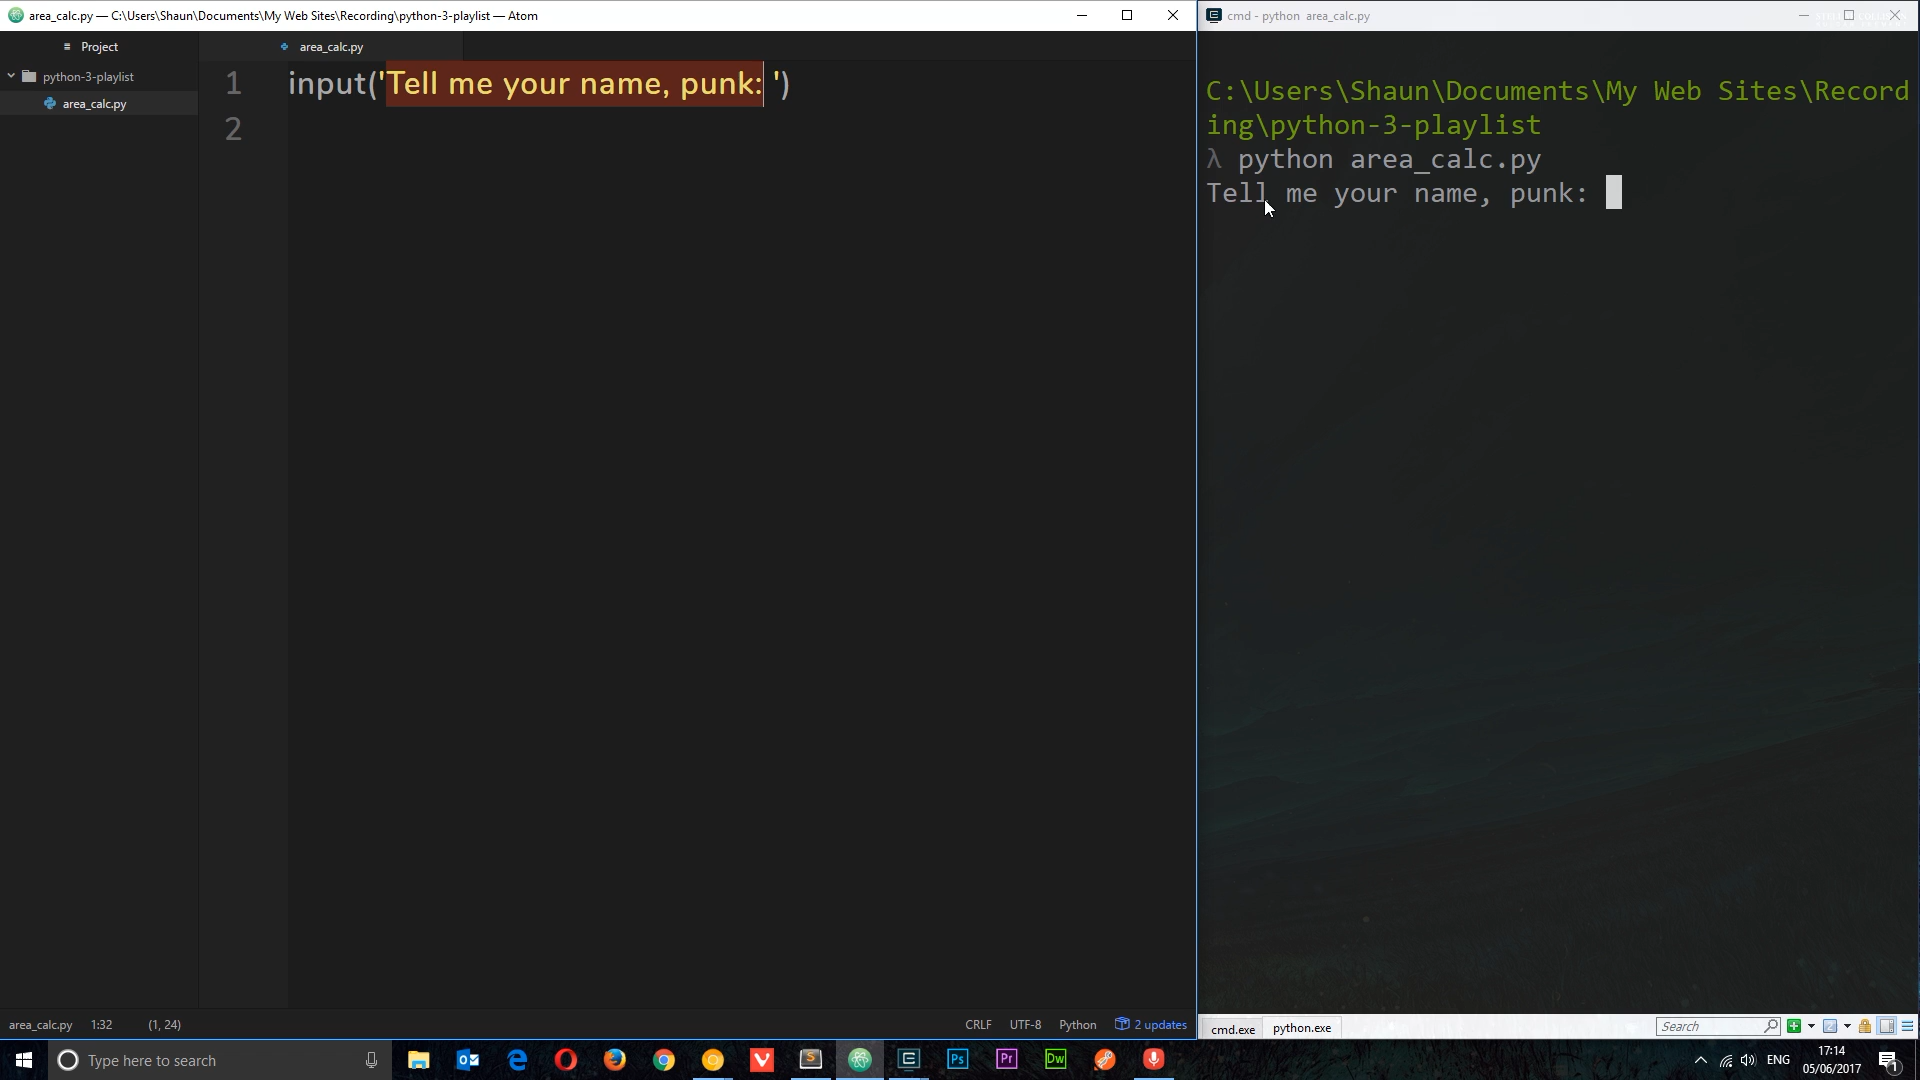 area_calc.py — C:\Users\Shaun\Documents\My Web Sites\Recording\python-3-playlist — Atom
Project
python-3-playlist
area_calc.py
area_calc.py
1 input('Tell me your name, punk: ')
2
area_calc.py 1:32 (1, 24) CRLF UTF-8 Python 2 updates
cmd - python area_calc.py
C:\Users\Shaun\Documents\My Web Sites\Record
ing\python-3-playlist
λ python area_calc.py
Tell me your name, punk:
cmd.exe python.exe Search
Type here to search
Ps Pr Dw
ENG
17:14
05/06/2017
1